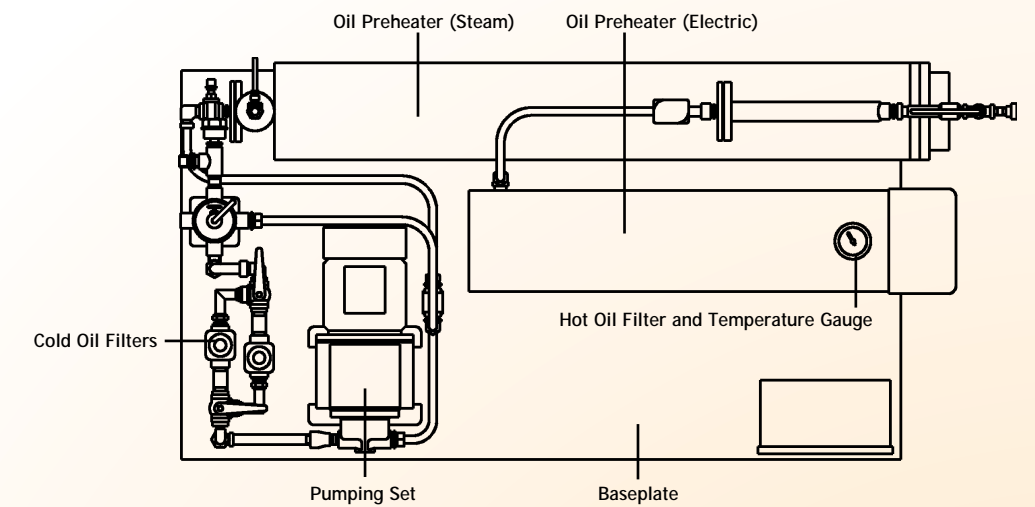 Oil Preheater (Steam)
Oil Preheater (Electric)
Hot Oil Filter and Temperature Gauge
Cold Oil Filters
Pumping Set
Baseplate